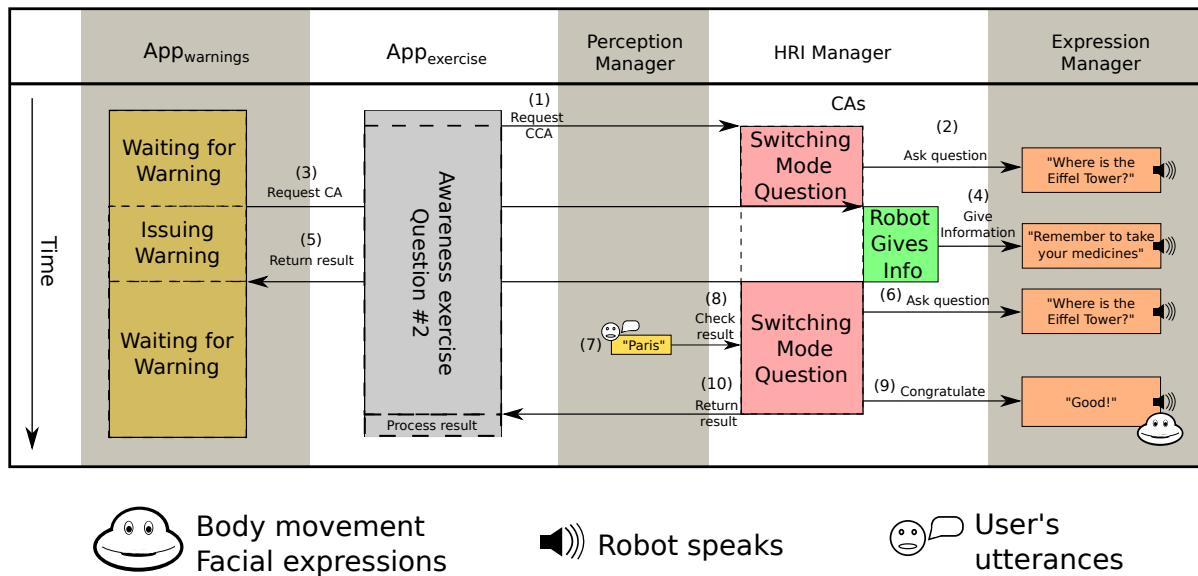 Appwarnings
Appexercise
Perception
Manager
HRI Manager
Expression
Manager
Time
Waiting for
Warning
Issuing
Warning
Waiting for
Warning
(3)
Request CA
(5)
Return result
Awareness exercise
Question #2
Process result
(1)
Request
CCA
(7)
"Paris"
(8)
Check
result
(10)
Return
result
CAs
Switching
Mode
Question
Robot
Gives
Info
Switching
Mode
Question
(2)
Ask question
(4)
Give
Information
(6)
Ask question
(9)
Congratulate
"Where is the
Eiffel Tower?"
"Remember to take
your medicines"
"Where is the
Eiffel Tower?"
"Good!"
Body movement
Facial expressions
Robot speaks
User's
utterances